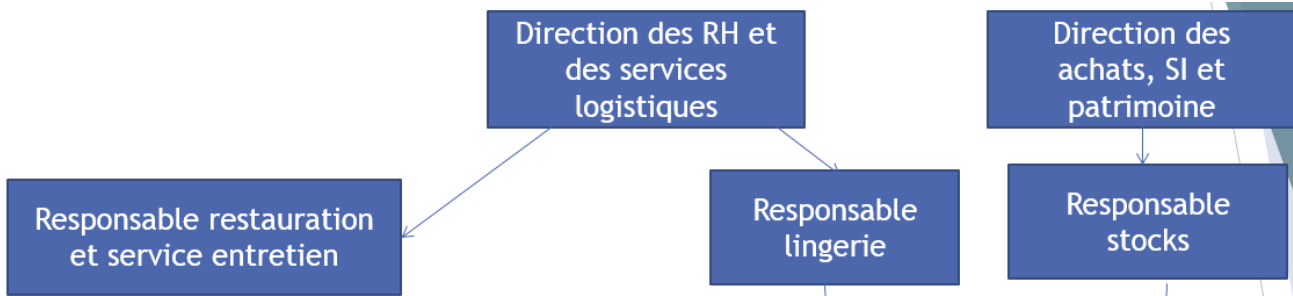 Direction des RH et
des services
logistiques
Direction des
achats, SI et
patrimoine
Responsable restauration
et service entretien
Responsable
lingerie
Responsable
stocks